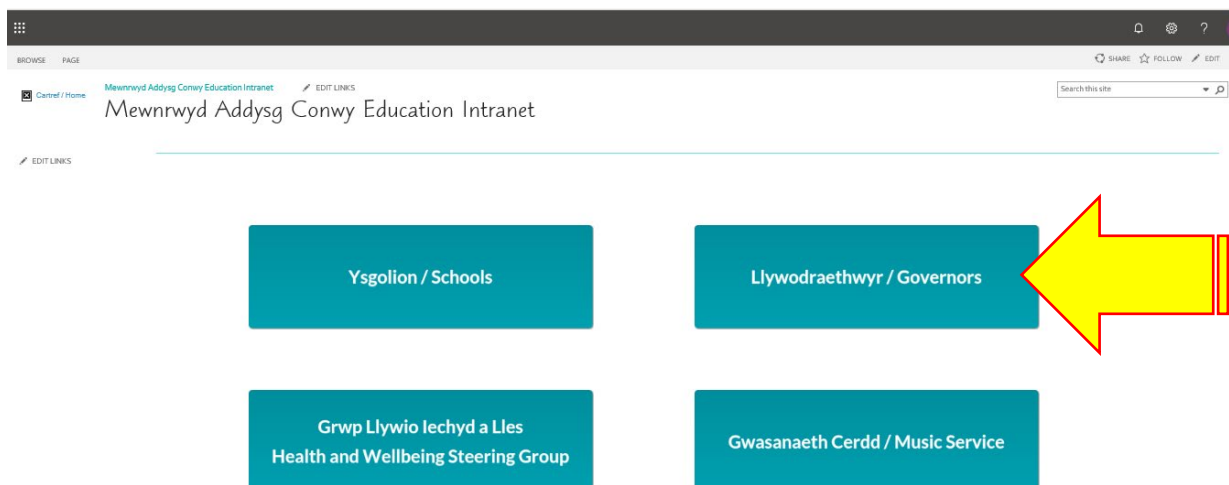 ?
BROWSE PAGE
SHARE FOLLOW EDIT
Cartref / Home
Mewnrwyd Addysg Conwy Education Intranet
EDIT LINKS
Search this site
Mewnrwyd Addysg Conwy Education Intranet
EDIT LINKS
Ysgolion / Schools
Llywodraethwyr / Governors
Grwp Llywio Iechyd a Lles
Health and Wellbeing Steering Group
Gwasanaeth Cerdd / Music Service